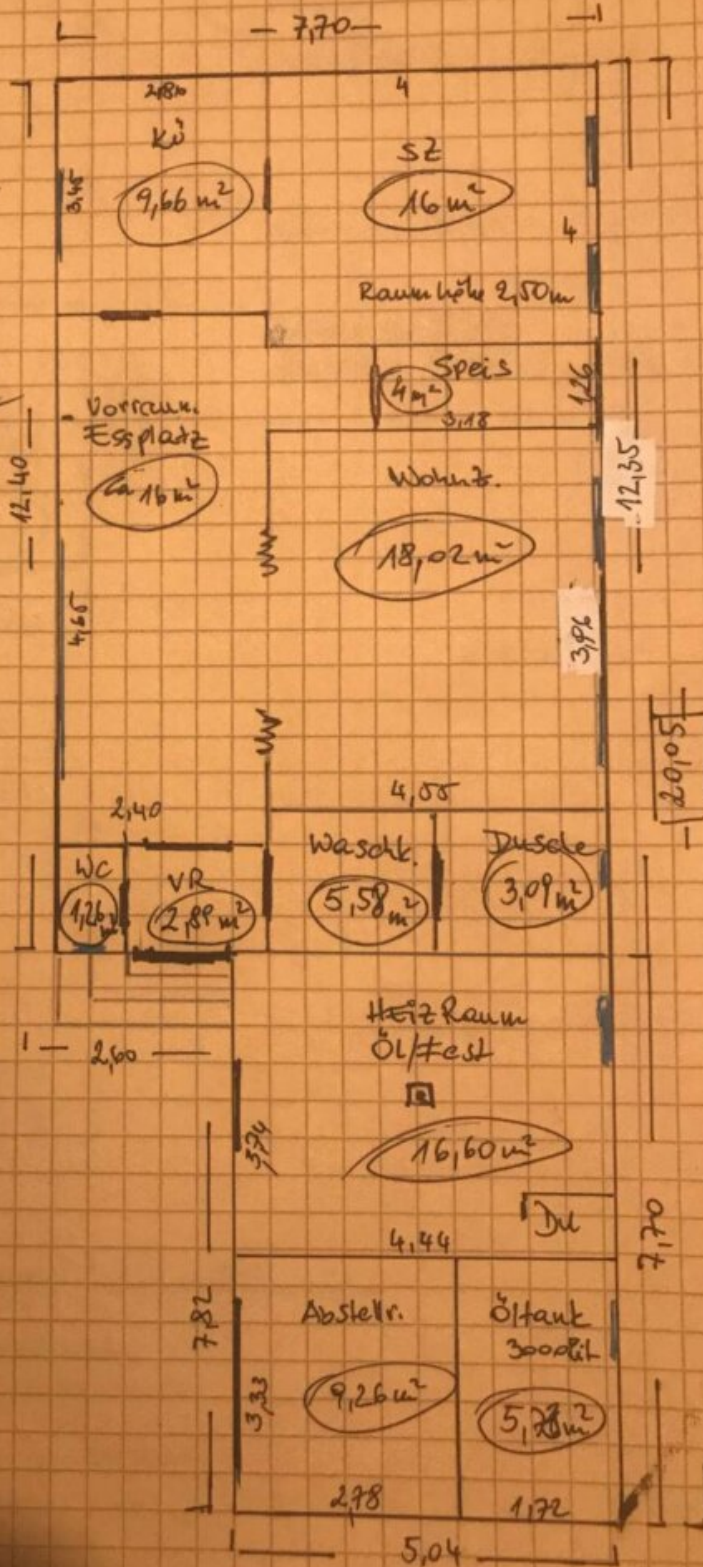 7,70
2,80
4
Kü
SZ
3,45
9,66 m²
16 m²
4
Raumhöhe 2,50m
Speis
4 m²
1,26
3,18
Vorraum.
Essplatz
ca 16 m²
Wohnz.
12,40
12,35
18,02 m²
4,65
3,96
20,05
2,40
4,55
WC
VR
Waschk.
Dusche
1,26 m²
2,89 m²
5,58 m²
3,09 m²
HEiZ Raum
Öl/Fest
2,60
3,74
16,60 m²
Du
4,44
7,70
7,82
Abstellr.
Öltank
3000Lit
3,33
9,26 m²
2,78
1,72
5,04